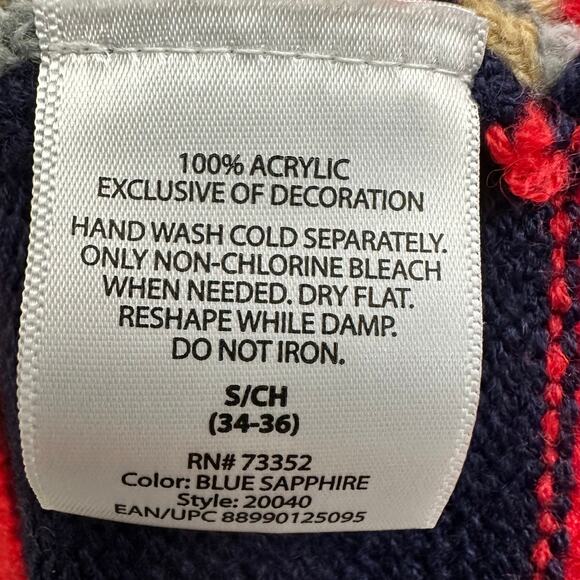 100% ACRYLIC
EXCLUSIVE OF DECORATION
HAND WASH COLD SEPARATELY.
ONLY NON-CHLORINE BLEACH
WHEN NEEDED. DRY FLAT.
RESHAPE WHILE DAMP.
DO NOT IRON.
S/CH
(34-36)
RN# 73352
Color: BLUE SAPPHIRE
Style: 20040
EAN/UPC 88990125095